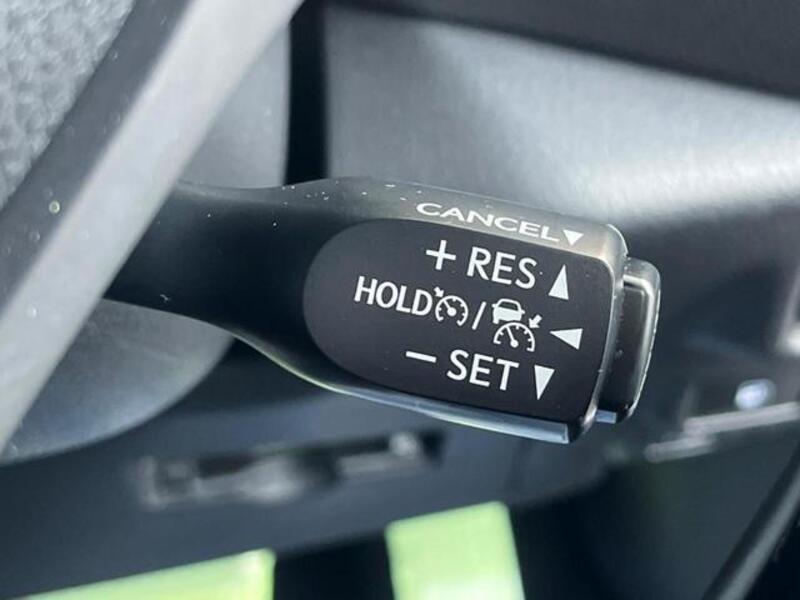 CANCEL▼
+ RES ▲
HOLD / ◀
− SET ▼